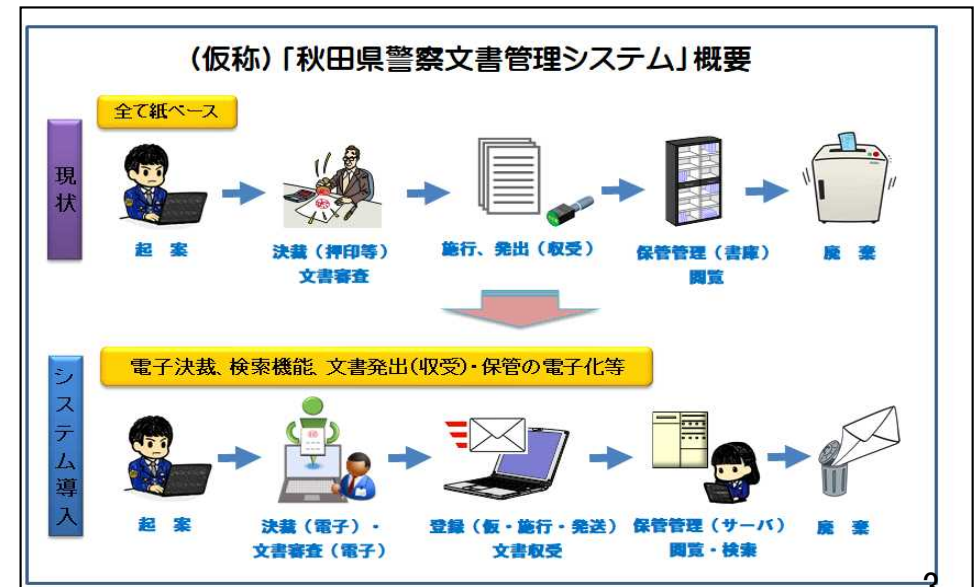 (仮称)「秋田県警察文書管理システム」概要
全て紙ベース
現状
起 案
決裁(押印等)
文書審査
施行、発出(収受)
保管管理(書庫)
閲覧
廃 棄
電子決裁、検索機能、文書発出(収受)・保管の電子化等
システム導入
起 案
決裁(電子)・
文書審査(電子)
登録(仮・施行・発送)
文書収受
保管管理(サーバ)
閲覧・検索
廃 棄